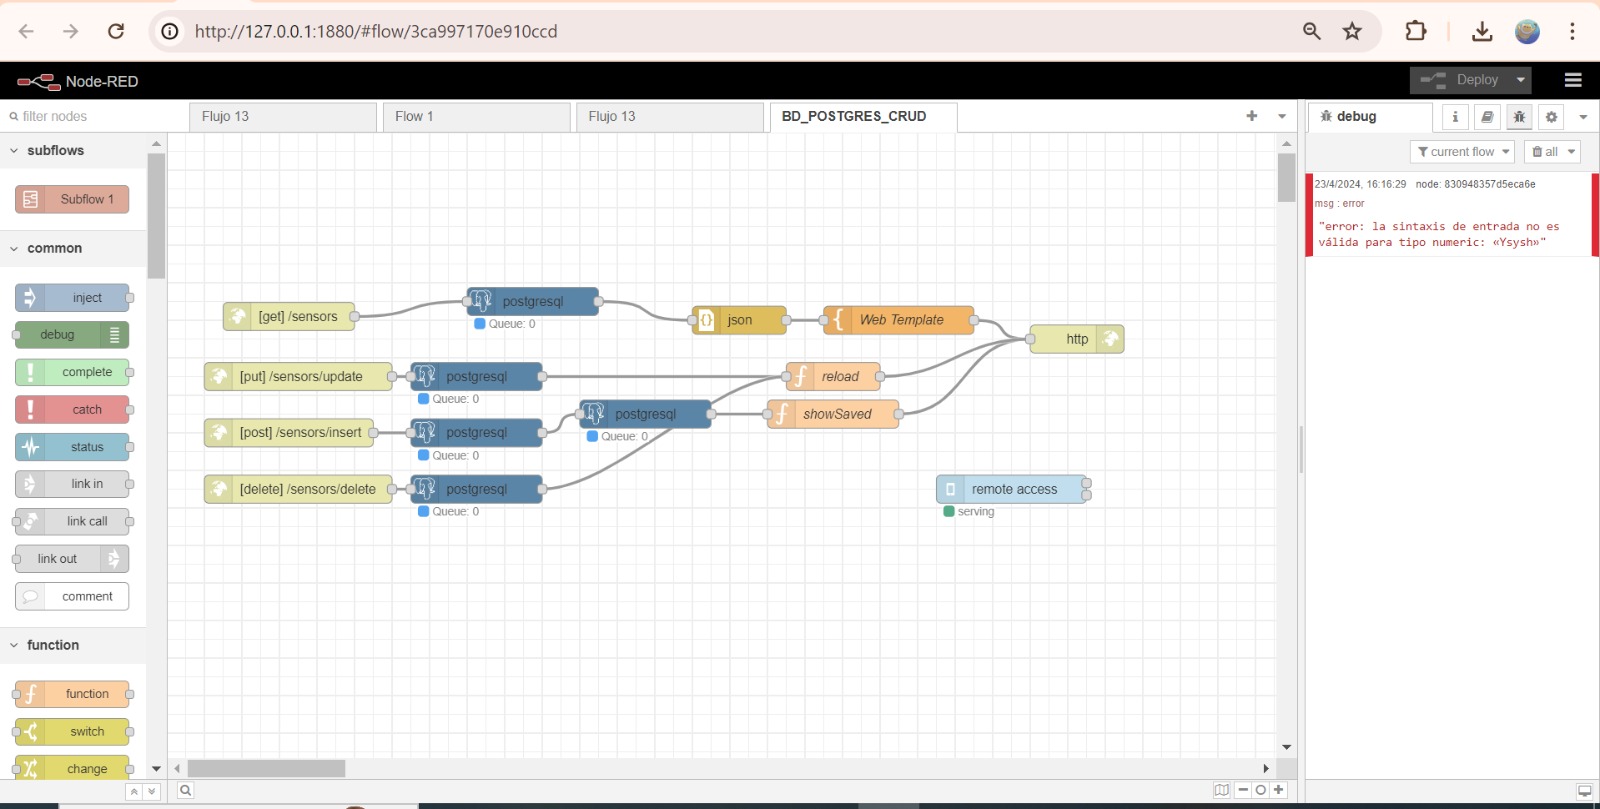 http://127.0.0.1:1880/#flow/3ca997170e910ccd
Node-RED
Deploy
filter nodes
Flujo 13
Flow 1
Flujo 13
BD_POSTGRES_CRUD
debug
i
current flow
all
subflows
Subflow 1
common
inject
debug
complete
catch
status
link in
link call
link out
comment
function
function
switch
change
[get] /sensors
postgresql
Queue: 0
json
Web Template
http
[put] /sensors/update
postgresql
Queue: 0
reload
[post] /sensors/insert
postgresql
Queue: 0
postgresql
Queue: 0
showSaved
[delete] /sensors/delete
postgresql
Queue: 0
remote access
serving
23/4/2024, 16:16:29 node: 830948357d5eca6e
msg : error
"error: la sintaxis de entrada no es
válida para tipo numeric: «Ysysh»"